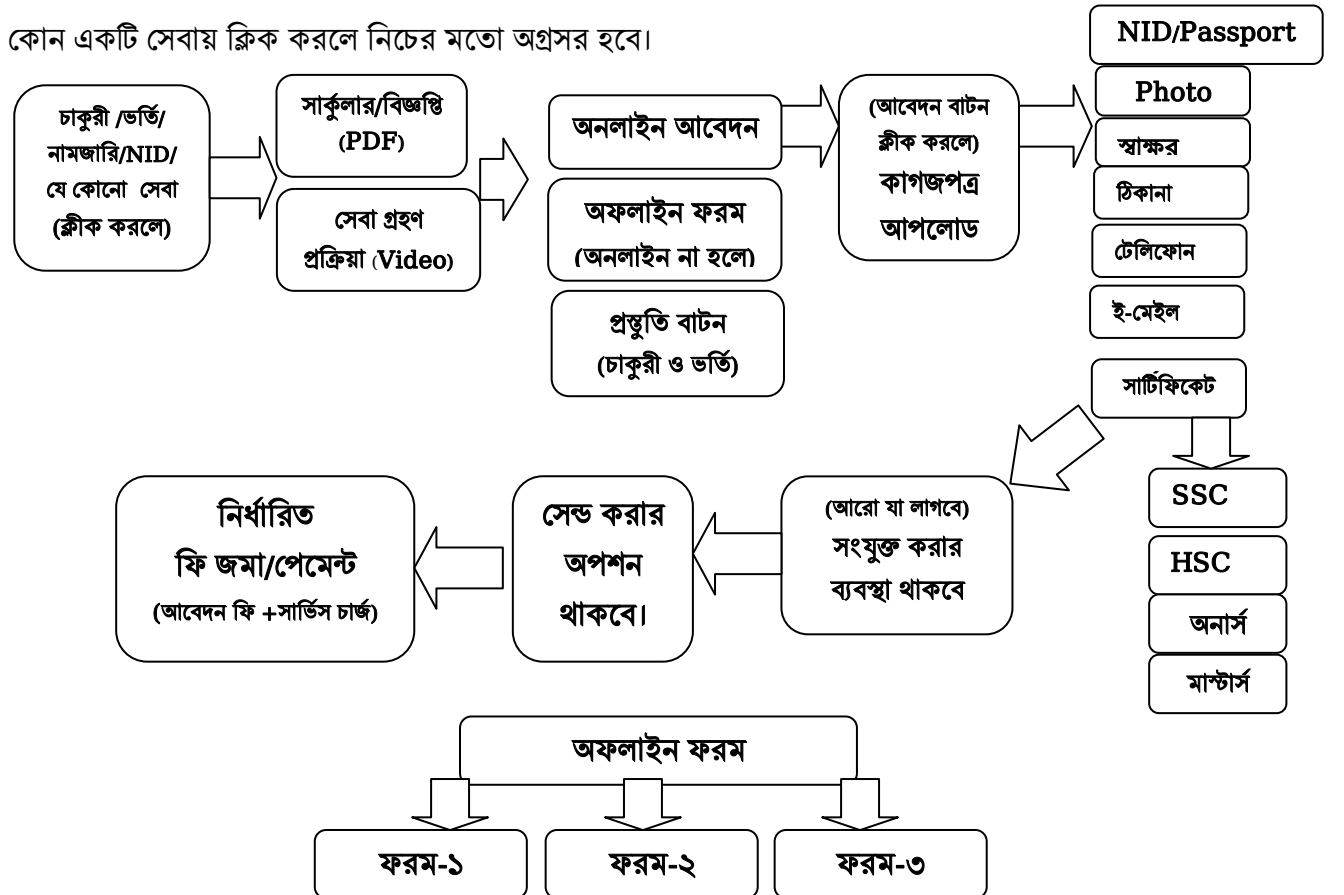 কোন একটি সেবায় ক্লিক করলে নিচের মতো অগ্রসর হবে।
চাকুরী /ভর্তি/
নামজারি/NID/
যে কোনো সেবা
(ক্লীক করলে)
সার্কুলার/বিজ্ঞপ্তি
(PDF)
সেবা গ্রহণ
প্রক্রিয়া (Video)
অনলাইন আবেদন
অফলাইন ফরম
(অনলাইন না হলে)
প্রস্তুতি বাটন
(চাকুরী ও ভর্তি)
(আবেদন বাটন
ক্লীক করলে)
কাগজপত্র
আপলোড
NID/Passport
Photo
স্বাক্ষর
ঠিকানা
টেলিফোন
ই-মেইল
সার্টিফিকেট
SSC
HSC
অনার্স
মাস্টার্স
(আরো যা লাগবে)
সংযুক্ত করার
ব্যবস্থা থাকবে
সেন্ড করার
অপশন
থাকবে।
নির্ধারিত
ফি জমা/পেমেন্ট
(আবেদন ফি +সার্ভিস চার্জ)
অফলাইন ফরম
ফরম-১
ফরম-২
ফরম-৩